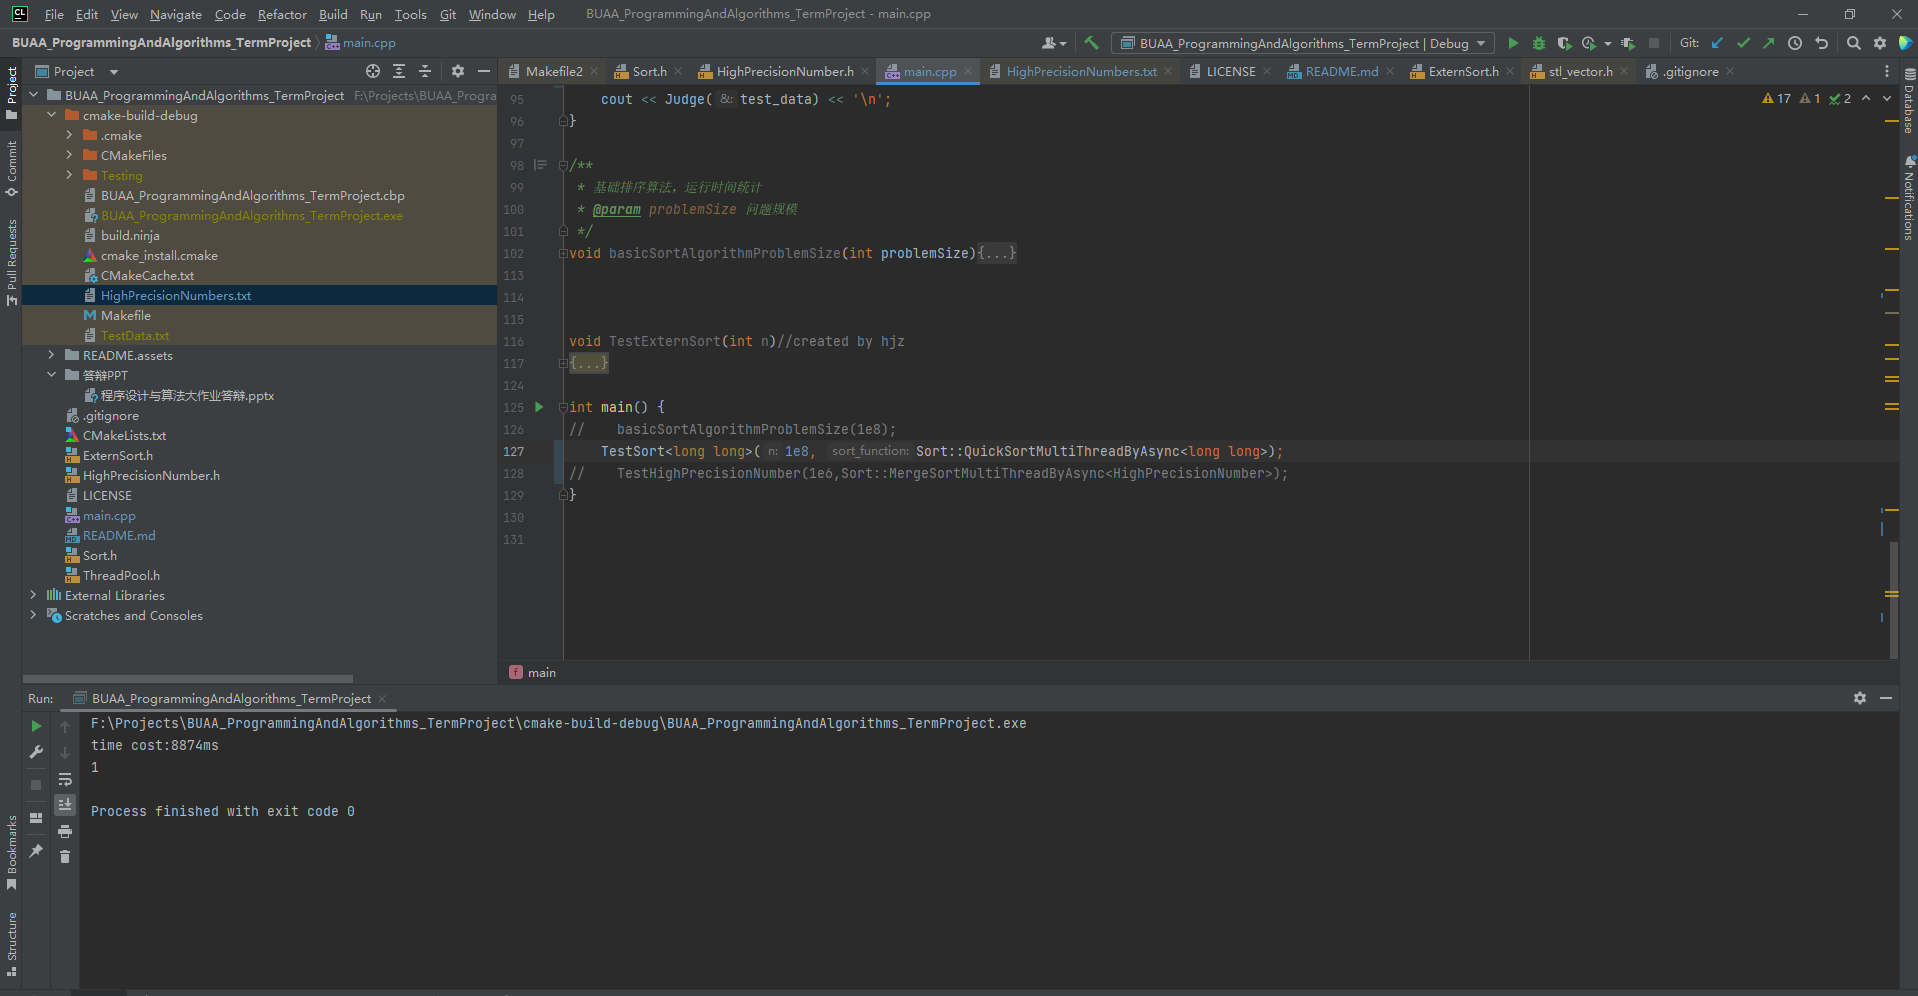 CL File Edit View Navigate Code Refactor Build Run Tools Git Window Help BUAA_ProgrammingAndAlgorithms_TermProject - main.cpp
BUAA_ProgrammingAndAlgorithms_TermProject main.cpp BUAA_ProgrammingAndAlgorithms_TermProject | Debug Git:
Project
Commit
Pull Requests
Bookmarks
Structure
Project
BUAA_ProgrammingAndAlgorithms_TermProject F:\Projects\BUAA_Progra
cmake-build-debug
.cmake
CMakeFiles
Testing
BUAA_ProgrammingAndAlgorithms_TermProject.cbp
BUAA_ProgrammingAndAlgorithms_TermProject.exe
build.ninja
cmake_install.cmake
CMakeCache.txt
HighPrecisionNumbers.txt
Makefile
TestData.txt
README.assets
答辩PPT
程序设计与算法大作业答辩.pptx
.gitignore
CMakeLists.txt
ExternSort.h
HighPrecisionNumber.h
LICENSE
main.cpp
README.md
Sort.h
ThreadPool.h
External Libraries
Scratches and Consoles
Makefile2 Sort.h HighPrecisionNumber.h main.cpp HighPrecisionNumbers.txt LICENSE README.md ExternSort.h stl_vector.h .gitignore
17 1 2
95 cout << Judge( &: test_data) << '\n';
96 }
97
98 /**
99 * 基础排序算法，运行时间统计
100 * @param problemSize 问题规模
101 */
102 void basicSortAlgorithmProblemSize(int problemSize){...}
113
114
115
116 void TestExternSort(int n)//created by hjz
117 {...}
124
125 int main() {
126 // basicSortAlgorithmProblemSize(1e8);
127 TestSort<long long>( n: 1e8, sort_function: Sort::QuickSortMultiThreadByAsync<long long>);
128 // TestHighPrecisionNumber(1e6,Sort::MergeSortMultiThreadByAsync<HighPrecisionNumber>);
129 }
130
131
f main
Database
Notifications
Run: BUAA_ProgrammingAndAlgorithms_TermProject
F:\Projects\BUAA_ProgrammingAndAlgorithms_TermProject\cmake-build-debug\BUAA_ProgrammingAndAlgorithms_TermProject.exe
time cost:8874ms
1
Process finished with exit code 0